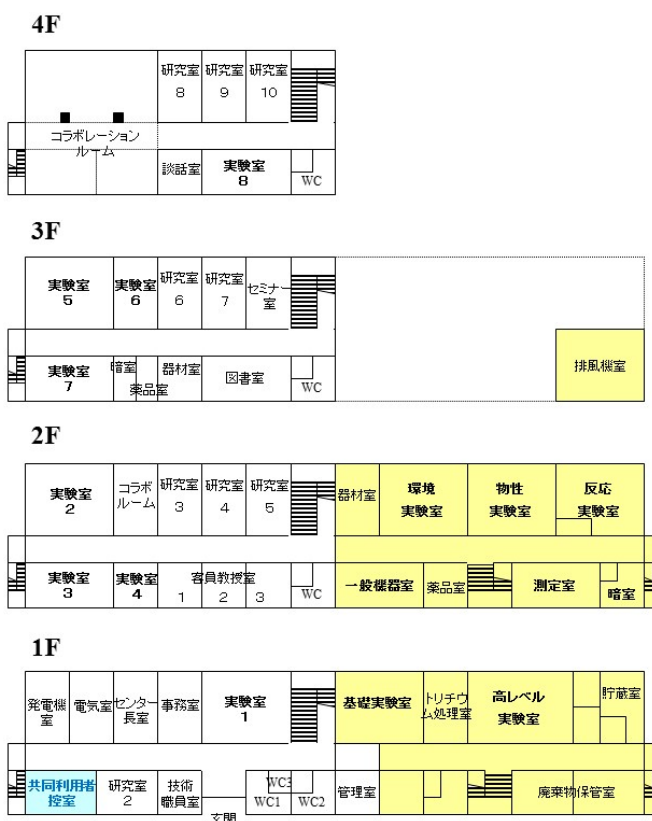 4F
研究室 研究室 研究室
8 9 10
コラボレーション
ルーム
談話室 実験室
8 WC
3F
実験室 実験室 研究室 研究室 セミナー
5 6 6 7 室
排風機室
実験室 暗室 器材室 図書室
7 薬品室 WC
2F
実験室 コラボ 研究室 研究室 研究室 器材室 環境 物性 反応
2 ルーム 3 4 5 実験室 実験室 実験室
実験室 実験室 客員教授室 一般機器室 薬品室 測定室
3 4 1 2 3 WC 暗室
1F
発電機 電気室 センター 事務室 実験室 基礎実験室 トリチウ 高レベル 貯蔵室
室 長室 1 ム処理室 実験室
共同利用者 研究室 技術 WC3 管理室 廃棄物保管室
控室 2 職員室 WC1 WC2
玄関